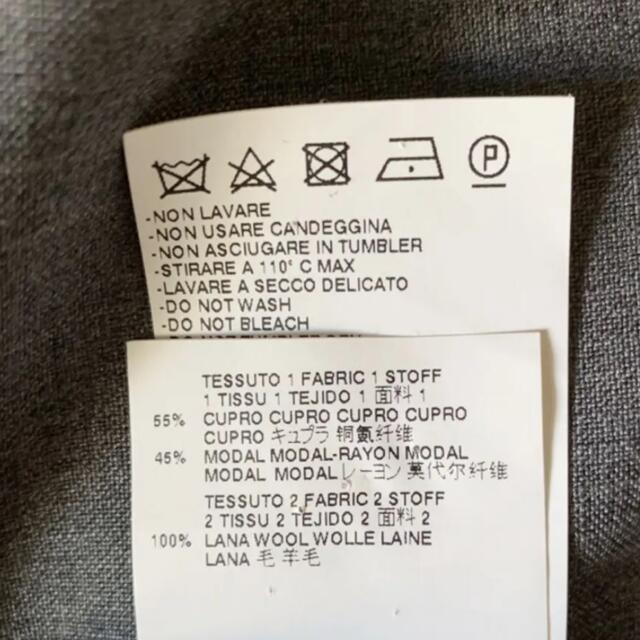 P
-NON LAVARE
-NON USARE CANDEGGINA
-NON ASCIUGARE IN TUMBLER
-STIRARE A 110° C MAX
-LAVARE A SECCO DELICATO
-DO NOT WASH
-DO NOT BLEACH
TESSUTO 1 FABRIC 1 STOFF
1 TISSU 1 TEJIDO 1 面料 1
55% CUPRO CUPRO CUPRO CUPRO
CUPRO キュプラ 铜氨纤维
45% MODAL MODAL-RAYON MODAL
MODAL MODAL レーヨン 莫代尔纤维
TESSUTO 2 FABRIC 2 STOFF
2 TISSU 2 TEJIDO 2 面料 2
100% LANA WOOL WOLLE LAINE
LANA 毛 羊毛